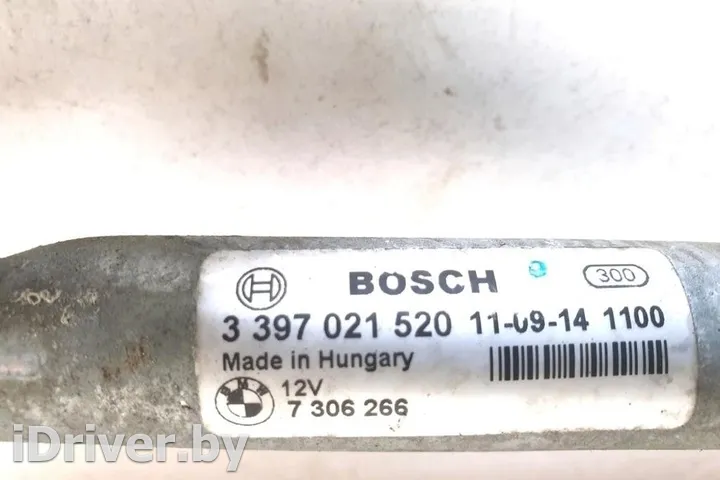 BOSCH 300
3 397 021 520 11-09-14 1100
Made in Hungary
BMW 12V
7 306 266
iDriver.by